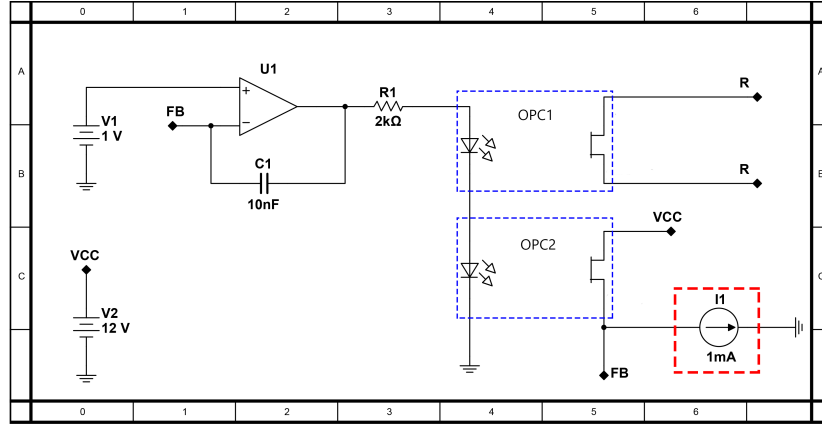 0 1 2 3 4 5 6
A A
U1
R1
OPC1
R
FB
V1
1 V
2kΩ
B B
C1
R
10nF
VCC
VCC
OPC2
C C
I1
V2
12 V
1mA
FB
0 1 2 3 4 5 6